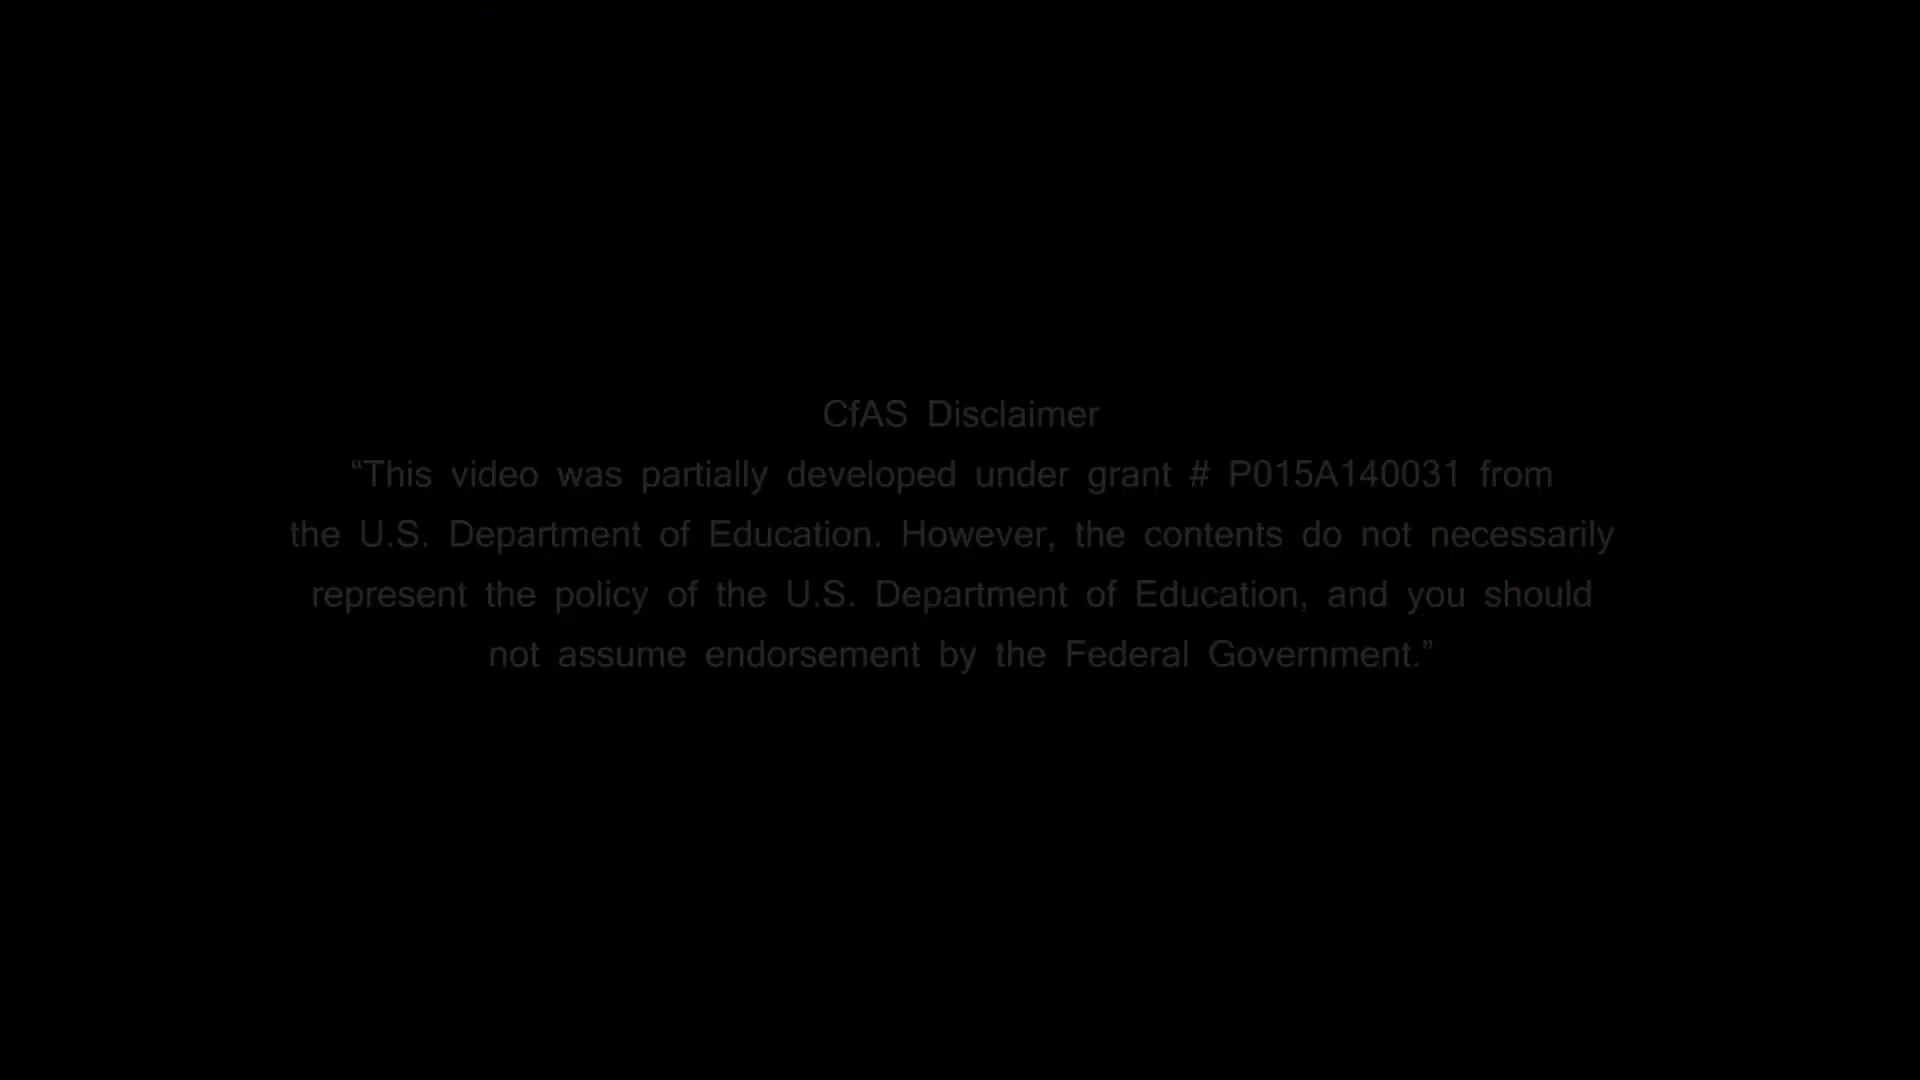 CfAS Disclaimer
“This video was partially developed under grant # P015A140031 from
the U.S. Department of Education. However, the contents do not necessarily
represent the policy of the U.S. Department of Education, and you should
not assume endorsement by the Federal Government.”